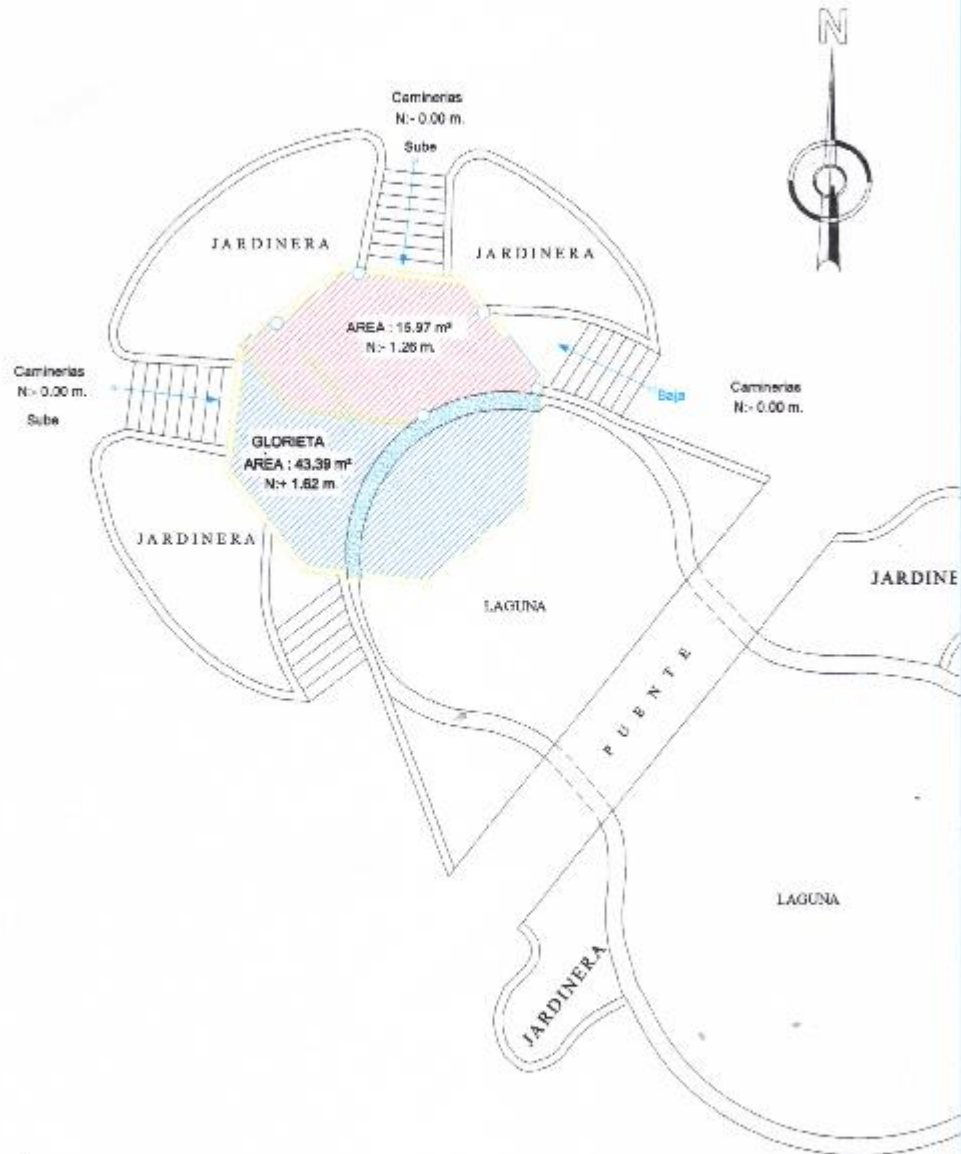 N
Caminerias
N:- 0.00 m.
Sube
JARDINERA
JARDINERA
AREA : 15.97 m²
N:- 1.26 m.
Caminerias
N:- 0.00 m.
Sube
Baja
Caminerias
N:- 0.00 m.
GLORIETA
AREA : 43.39 m²
N:+ 1.62 m.
JARDINERA
JARDINE
LAGUNA
PUENTE
LAGUNA
JARDINERA